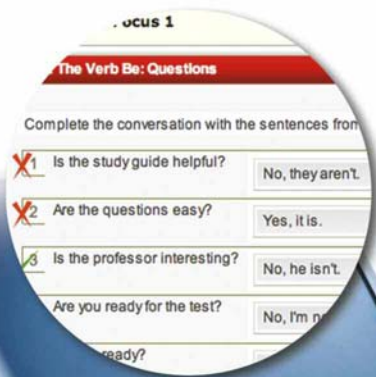 ocus 1
The Verb Be: Questions
Complete the conversation with the sentences from
1 Is the study guide helpful? No, they aren't.
2 Are the questions easy? Yes, it is.
3 Is the professor interesting? No, he isn't.
Are you ready for the test? No, I'm
ready?